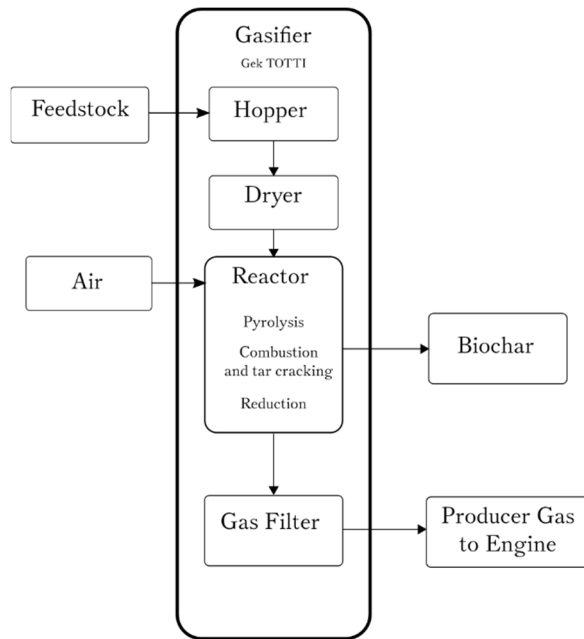 Gasifier
Gek TOTTI
Feedstock
Hopper
Dryer
Air
Reactor
Pyrolysis
Combustion
and tar cracking
Reduction
Biochar
Gas Filter
Producer Gas
to Engine